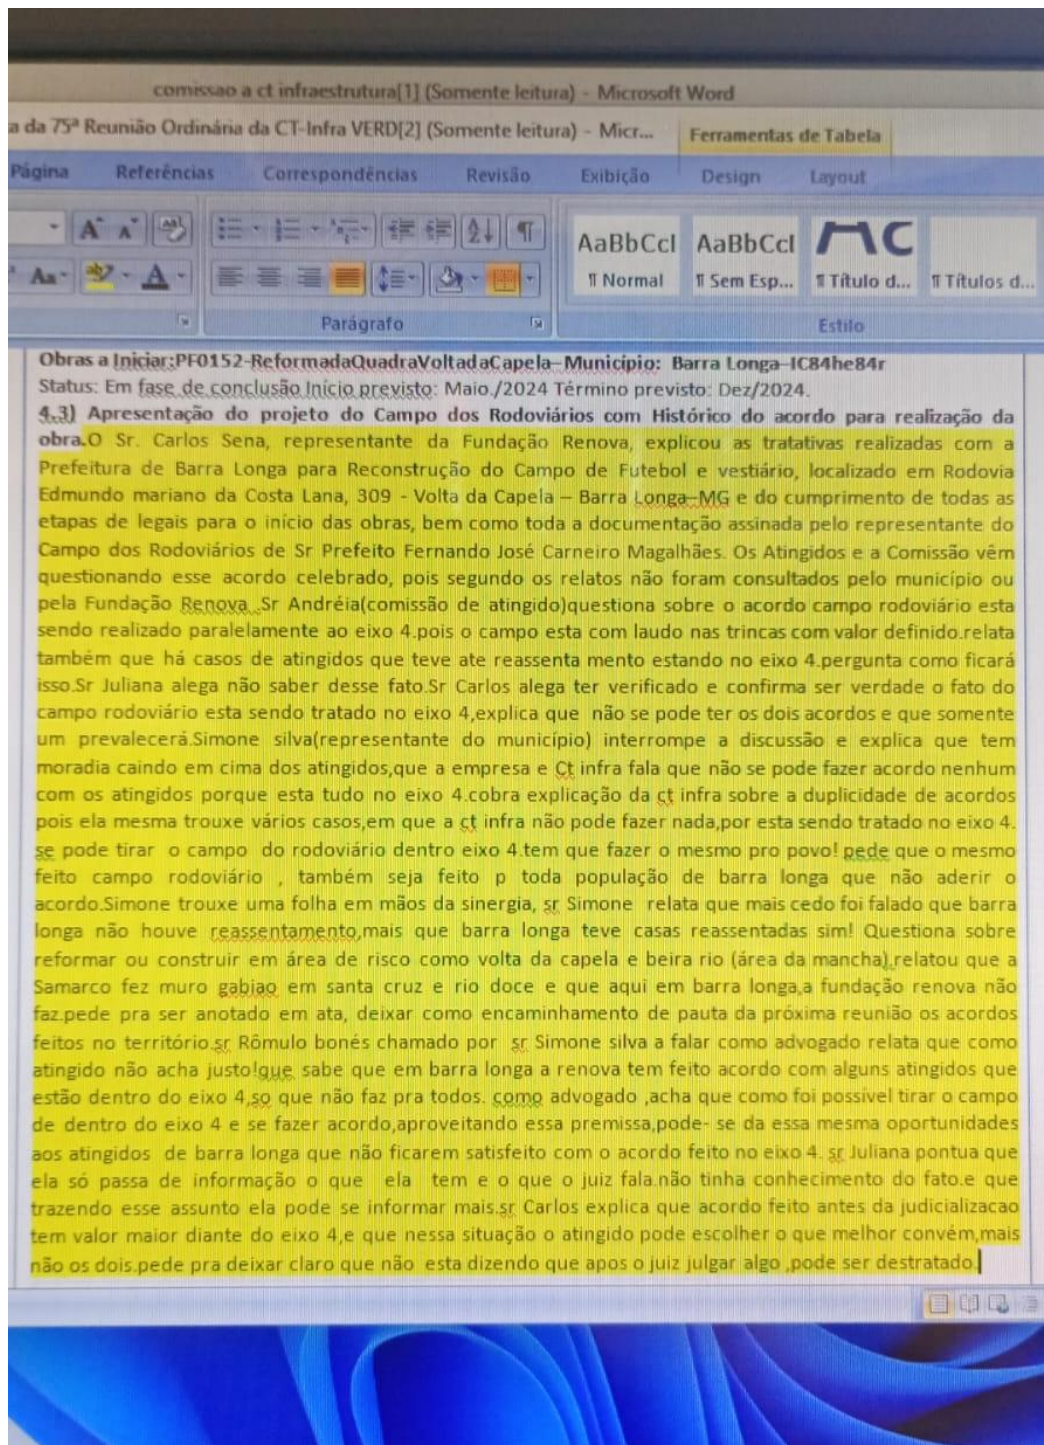 comissao a ct infraestrutura[1] (Somente leitura) - Microsoft Word
a da 75ª Reunião Ordinária da CT-Infra VERD[2] (Somente leitura) - Micr...
Ferramentas de Tabela
Página Referências Correspondências Revisão Exibição Design Layout
AaBbCcI AaBbCcI
¶ Normal ¶ Sem Esp... ¶ Título d... ¶ Títulos d...
Parágrafo Estilo
Obras a Iniciar:PF0152-ReformadaQuadraVoltadaCapela–Município: Barra Longa–IC84he84r
Status: Em fase de conclusão.Início previsto: Maio./2024 Término previsto: Dez/2024.
4.3) Apresentação do projeto do Campo dos Rodoviários com Histórico do acordo para realização da
obra.O Sr. Carlos Sena, representante da Fundação Renova, explicou as tratativas realizadas com a
Prefeitura de Barra Longa para Reconstrução do Campo de Futebol e vestiário, localizado em Rodovia
Edmundo mariano da Costa Lana, 309 - Volta da Capela – Barra Longa–MG e do cumprimento de todas as
etapas de legais para o início das obras, bem como toda a documentação assinada pelo representante do
Campo dos Rodoviários de Sr Prefeito Fernando José Carneiro Magalhães. Os Atingidos e a Comissão vêm
questionando esse acordo celebrado, pois segundo os relatos não foram consultados pelo município ou
pela Fundação Renova. Sr Andréia(comissão de atingido)questiona sobre o acordo campo rodoviário esta
sendo realizado paralelamente ao eixo 4.pois o campo esta com laudo nas trincas com valor definido.relata
também que há casos de atingidos que teve ate reassenta mento estando no eixo 4.pergunta como ficará
isso.Sr Juliana alega não saber desse fato.Sr Carlos alega ter verificado e confirma ser verdade o fato do
campo rodoviário esta sendo tratado no eixo 4,explica que não se pode ter os dois acordos e que somente
um prevalecerá.Simone silva(representante do município) interrompe a discussão e explica que tem
moradia caindo em cima dos atingidos,que a empresa e Ct infra fala que não se pode fazer acordo nenhum
com os atingidos porque esta tudo no eixo 4.cobra explicação da ct infra sobre a duplicidade de acordos
pois ela mesma trouxe vários casos,em que a ct infra não pode fazer nada,por esta sendo tratado no eixo 4.
se pode tirar o campo do rodoviário dentro eixo 4.tem que fazer o mesmo pro povo! pede que o mesmo
feito campo rodoviário , também seja feito p toda população de barra longa que não aderir o
acordo.Simone trouxe uma folha em mãos da sinergia, sr Simone relata que mais cedo foi falado que barra
longa não houve reassentamento,mais que barra longa teve casas reassentadas sim! Questiona sobre
reformar ou construir em área de risco como volta da capela e beira rio (área da mancha).relatou que a
Samarco fez muro gabiao em santa cruz e rio doce e que aqui em barra longa,a fundação renova não
faz.pede pra ser anotado em ata, deixar como encaminhamento de pauta da próxima reunião os acordos
feitos no território.sr Rômulo bonés chamado por sr Simone silva a falar como advogado relata que como
atingido não acha justo!que sabe que em barra longa a renova tem feito acordo com alguns atingidos que
estão dentro do eixo 4,so que não faz pra todos. como advogado ,acha que como foi possível tirar o campo
de dentro do eixo 4 e se fazer acordo,aproveitando essa premissa,pode- se da essa mesma oportunidades
aos atingidos de barra longa que não ficarem satisfeito com o acordo feito no eixo 4. sr Juliana pontua que
ela só passa de informação o que ela tem e o que o juiz fala.não tinha conhecimento do fato.e que
trazendo esse assunto ela pode se informar mais.sr Carlos explica que acordo feito antes da judicializacao
tem valor maior diante do eixo 4,e que nessa situação o atingido pode escolher o que melhor convém,mais
não os dois.pede pra deixar claro que não esta dizendo que apos o juiz julgar algo ,pode ser destratado.